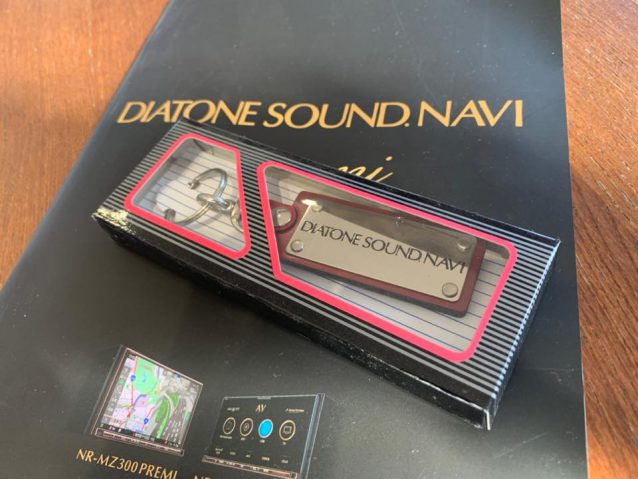 DIATONE SOUND.NAVI
DIATONE SOUND.NAVI
AV
NR-MZ300PREMI